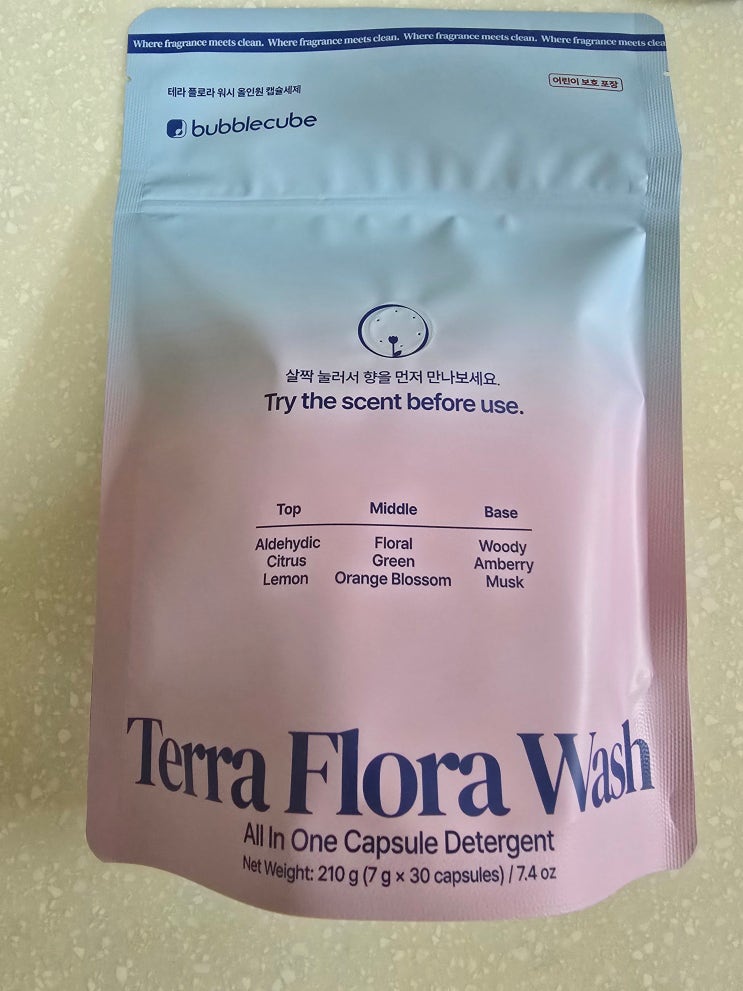 Where fragrance meets clean. Where fragrance meets clean. Where fragrance meets clean. Where fragrance meets clea
테라 플로라 워시 올인원 캡슐세제
어린이 보호 포장
bubblecube
살짝 눌러서 향을 먼저 만나보세요.
Try the scent before use.
Top Middle Base
Aldehydic Floral Woody
Citrus Green Amberry
Lemon Orange Blossom Musk
Terra Flora Wash
All In One Capsule Detergent
Net Weight: 210 g (7 g × 30 capsules) / 7.4 oz